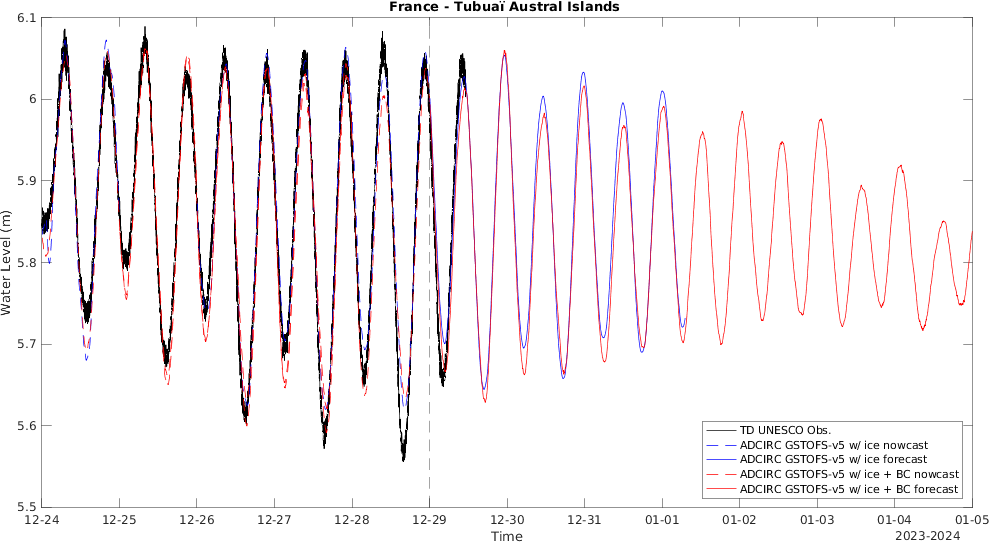 France - Tubuaï Austral Islands
6.1
6
5.9
5.8
5.7
5.6
5.5
Water Level (m)
TD UNESCO Obs.
ADCIRC GSTOFS-v5 w/ ice nowcast
ADCIRC GSTOFS-v5 w/ ice forecast
ADCIRC GSTOFS-v5 w/ ice + BC nowcast
ADCIRC GSTOFS-v5 w/ ice + BC forecast
12-24 12-25 12-26 12-27 12-28 12-29 12-30 12-31 01-01 01-02 01-03 01-04 01-05
Time
2023-2024